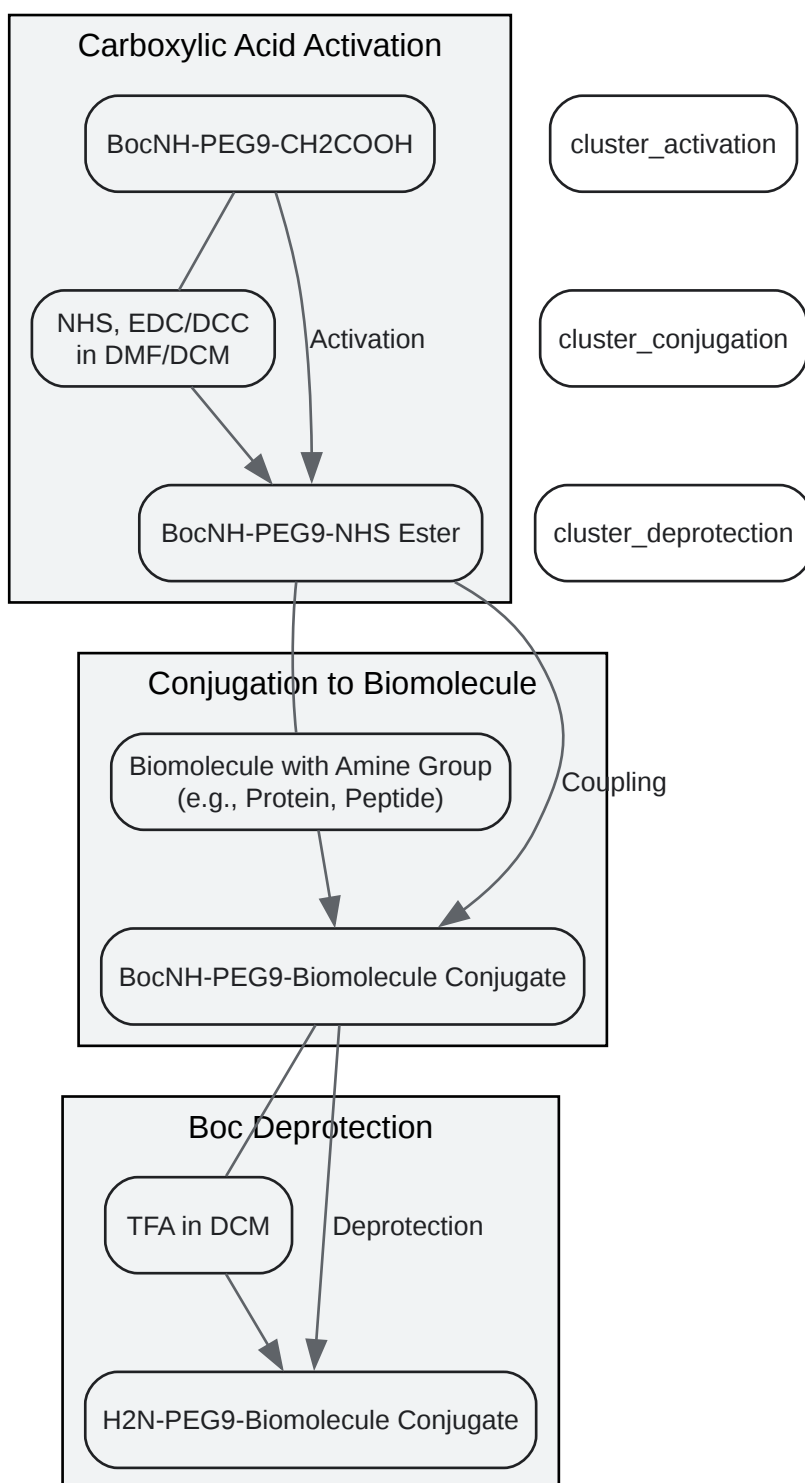 Carboxylic Acid Activation
BocNH-PEG9-CH2COOH
cluster_activation
NHS, EDC/DCC
in DMF/DCM
Activation
cluster_conjugation
BocNH-PEG9-NHS Ester
cluster_deprotection
Conjugation to Biomolecule
Biomolecule with Amine Group
(e.g., Protein, Peptide)
Coupling
BocNH-PEG9-Biomolecule Conjugate
Boc Deprotection
TFA in DCM
Deprotection
H2N-PEG9-Biomolecule Conjugate